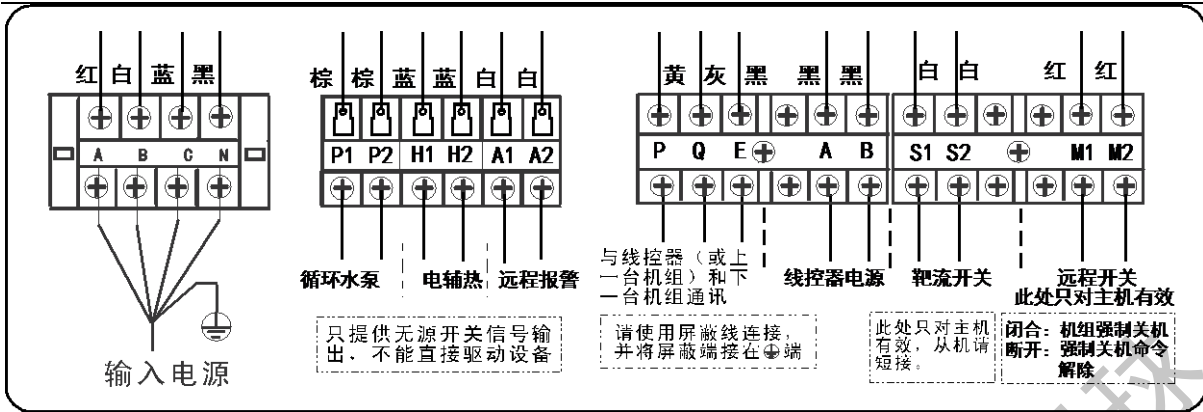 红 白 蓝 黑
A B C N
输入电源
棕 棕 蓝 蓝 白 白
P1 P2 H1 H2 A1 A2
循环水泵 电辅热 远程报警
只提供无源开关信号输
出、不能直接驱动设备
黄 灰 黑 黑 黑
P Q E A B
与线控器（或上
一台机组）和下
一台机组通讯
线控器电源
请使用屏蔽线连接，
并将屏蔽端接在⏚端
白 白 红 红
S1 S2 M1 M2
靶流开关
此处只对主机
有效，从机请
短接。
远程开关
此处只对主机有效
闭合：机组强制关机
断开：强制关机命令
解除
球